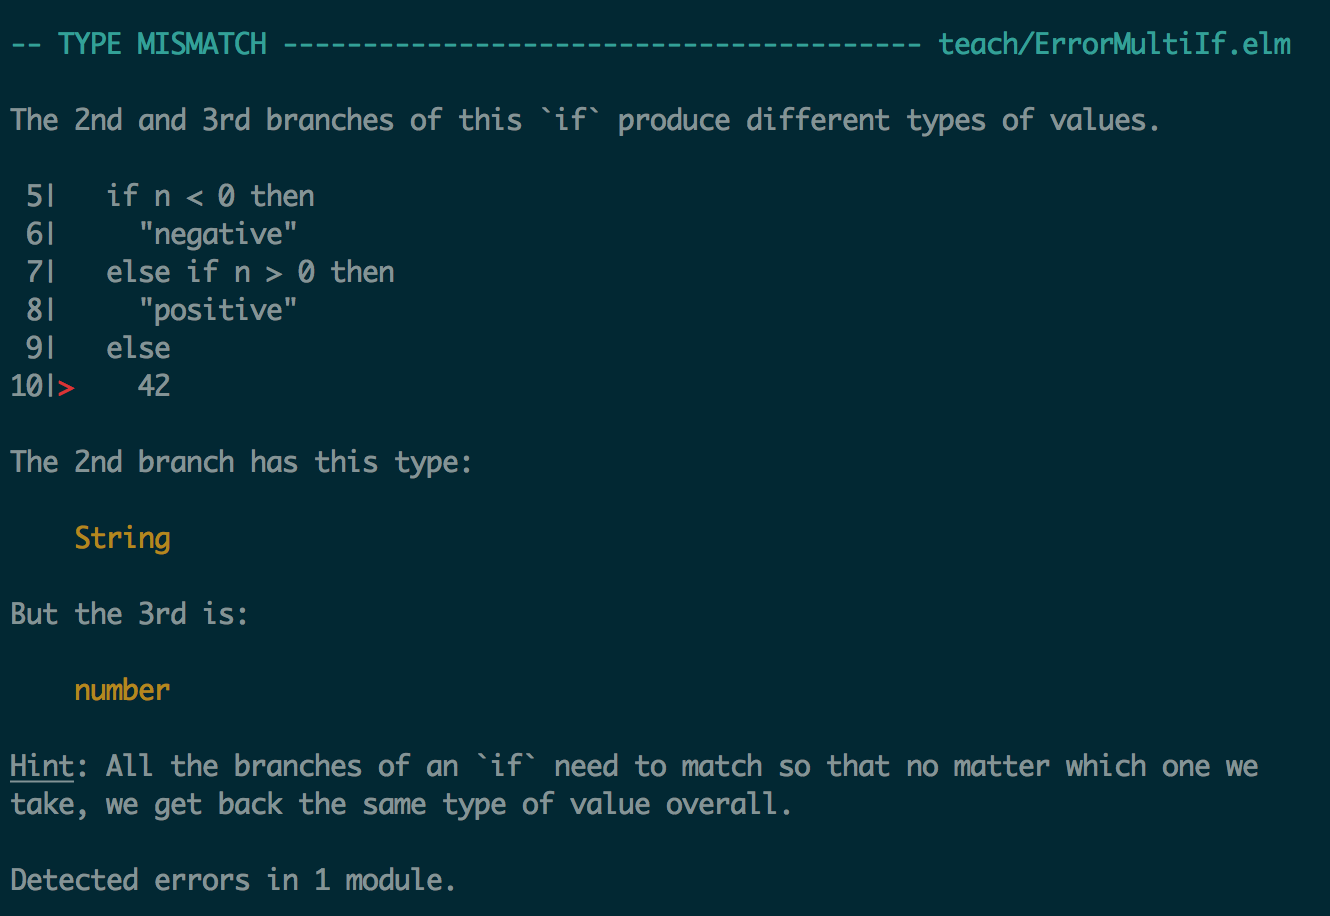 -- TYPE MISMATCH ---------------------------------------- teach/ErrorMultiIf.elm
The 2nd and 3rd branches of this `if` produce different types of values.
5|   if n < 0 then
6|     "negative"
7|   else if n > 0 then
8|     "positive"
9|   else
10|>    42
The 2nd branch has this type:
String
But the 3rd is:
number
Hint: All the branches of an `if` need to match so that no matter which one we
take, we get back the same type of value overall.
Detected errors in 1 module.